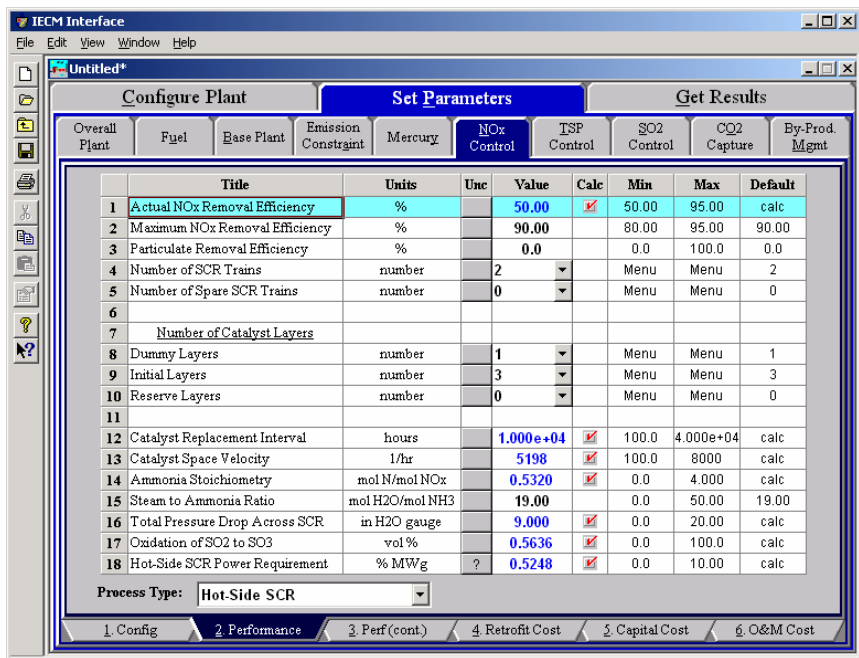 IECM Interface
File Edit View Window Help
Untitled*
Configure Plant Set Parameters Get Results
Overall Plant Fuel Base Plant Emission Constraint Mercury NOx Control TSP Control SO2 Control CO2 Capture By-Prod. Mgmt
Title Units Unc Value Calc Min Max Default
1 Actual NOx Removal Efficiency % 50.00 50.00 95.00 calc
2 Maximum NOx Removal Efficiency % 90.00 80.00 95.00 90.00
3 Particulate Removal Efficiency % 0.0 0.0 100.0 0.0
4 Number of SCR Trains number 2 Menu Menu 2
5 Number of Spare SCR Trains number 0 Menu Menu 0
6
7 Number of Catalyst Layers
8 Dummy Layers number 1 Menu Menu 1
9 Initial Layers number 3 Menu Menu 3
10 Reserve Layers number 0 Menu Menu 0
11
12 Catalyst Replacement Interval hours 1.000e+04 100.0 4.000e+04 calc
13 Catalyst Space Velocity 1/hr 5198 100.0 8000 calc
14 Ammonia Stoichiometry mol N/mol NOx 0.5320 0.0 4.000 calc
15 Steam to Ammonia Ratio mol H2O/mol NH3 19.00 0.0 50.00 19.00
16 Total Pressure Drop Across SCR in H2O gauge 9.000 0.0 20.00 calc
17 Oxidation of SO2 to SO3 vol % 0.5636 0.0 100.0 calc
18 Hot-Side SCR Power Requirement % MWg ? 0.5248 0.0 10.00 calc
Process Type: Hot-Side SCR
1. Config 2. Performance 3. Perf (cont.) 4. Retrofit Cost 5. Capital Cost 6. O&M Cost